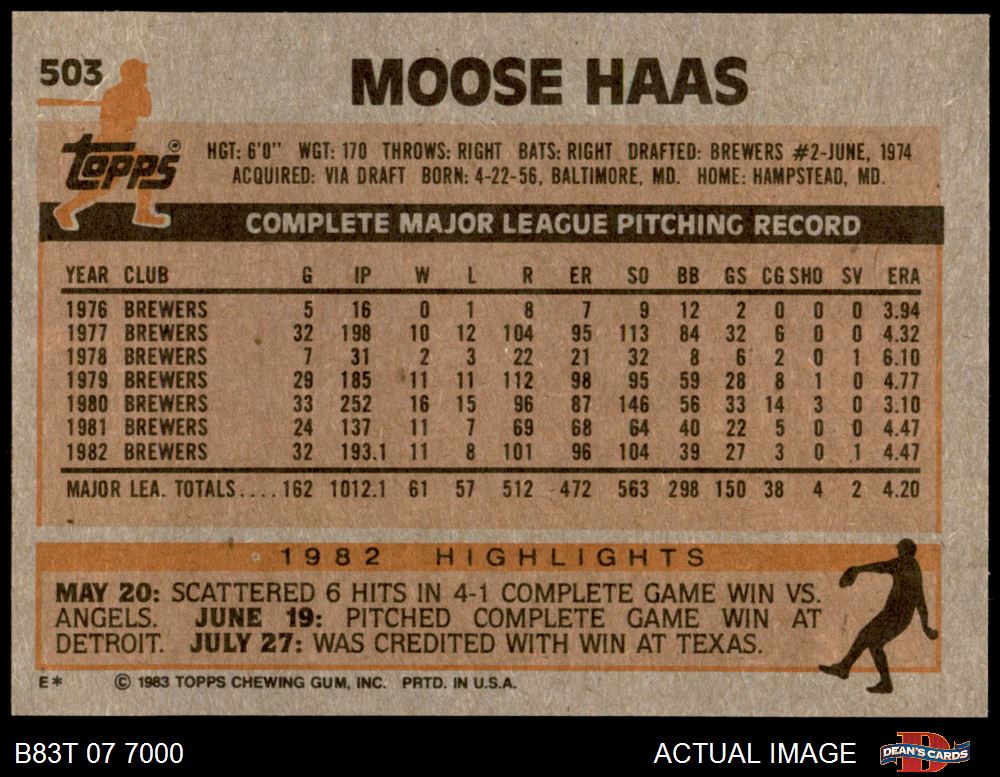 503
MOOSE HAAS
topps®
HGT: 6'0" WGT: 170 THROWS: RIGHT BATS: RIGHT DRAFTED: BREWERS #2-JUNE, 1974
ACQUIRED: VIA DRAFT BORN: 4-22-56, BALTIMORE, MD. HOME: HAMPSTEAD, MD.
COMPLETE MAJOR LEAGUE PITCHING RECORD
YEAR CLUB G IP W L R ER SO BB GS CG SHO SV ERA
1976 BREWERS 5 16 0 1 8 7 9 12 2 0 0 0 3.94
1977 BREWERS 32 198 10 12 104 95 113 84 32 6 0 0 4.32
1978 BREWERS 7 31 2 3 22 21 32 8 6 2 0 1 6.10
1979 BREWERS 29 185 11 11 112 98 95 59 28 8 1 0 4.77
1980 BREWERS 33 252 16 15 96 87 146 56 33 14 3 0 3.10
1981 BREWERS 24 137 11 7 69 68 64 40 22 5 0 0 4.47
1982 BREWERS 32 193.1 11 8 101 96 104 39 27 3 0 1 4.47
MAJOR LEA. TOTALS.... 162 1012.1 61 57 512 472 563 298 150 38 4 2 4.20
1982 HIGHLIGHTS
MAY 20: SCATTERED 6 HITS IN 4-1 COMPLETE GAME WIN VS.
ANGELS. JUNE 19: PITCHED COMPLETE GAME WIN AT
DETROIT. JULY 27: WAS CREDITED WITH WIN AT TEXAS.
E* © 1983 TOPPS CHEWING GUM, INC. PRTD. IN U.S.A.
B83T 07 7000 ACTUAL IMAGE DEAN'S CARDS